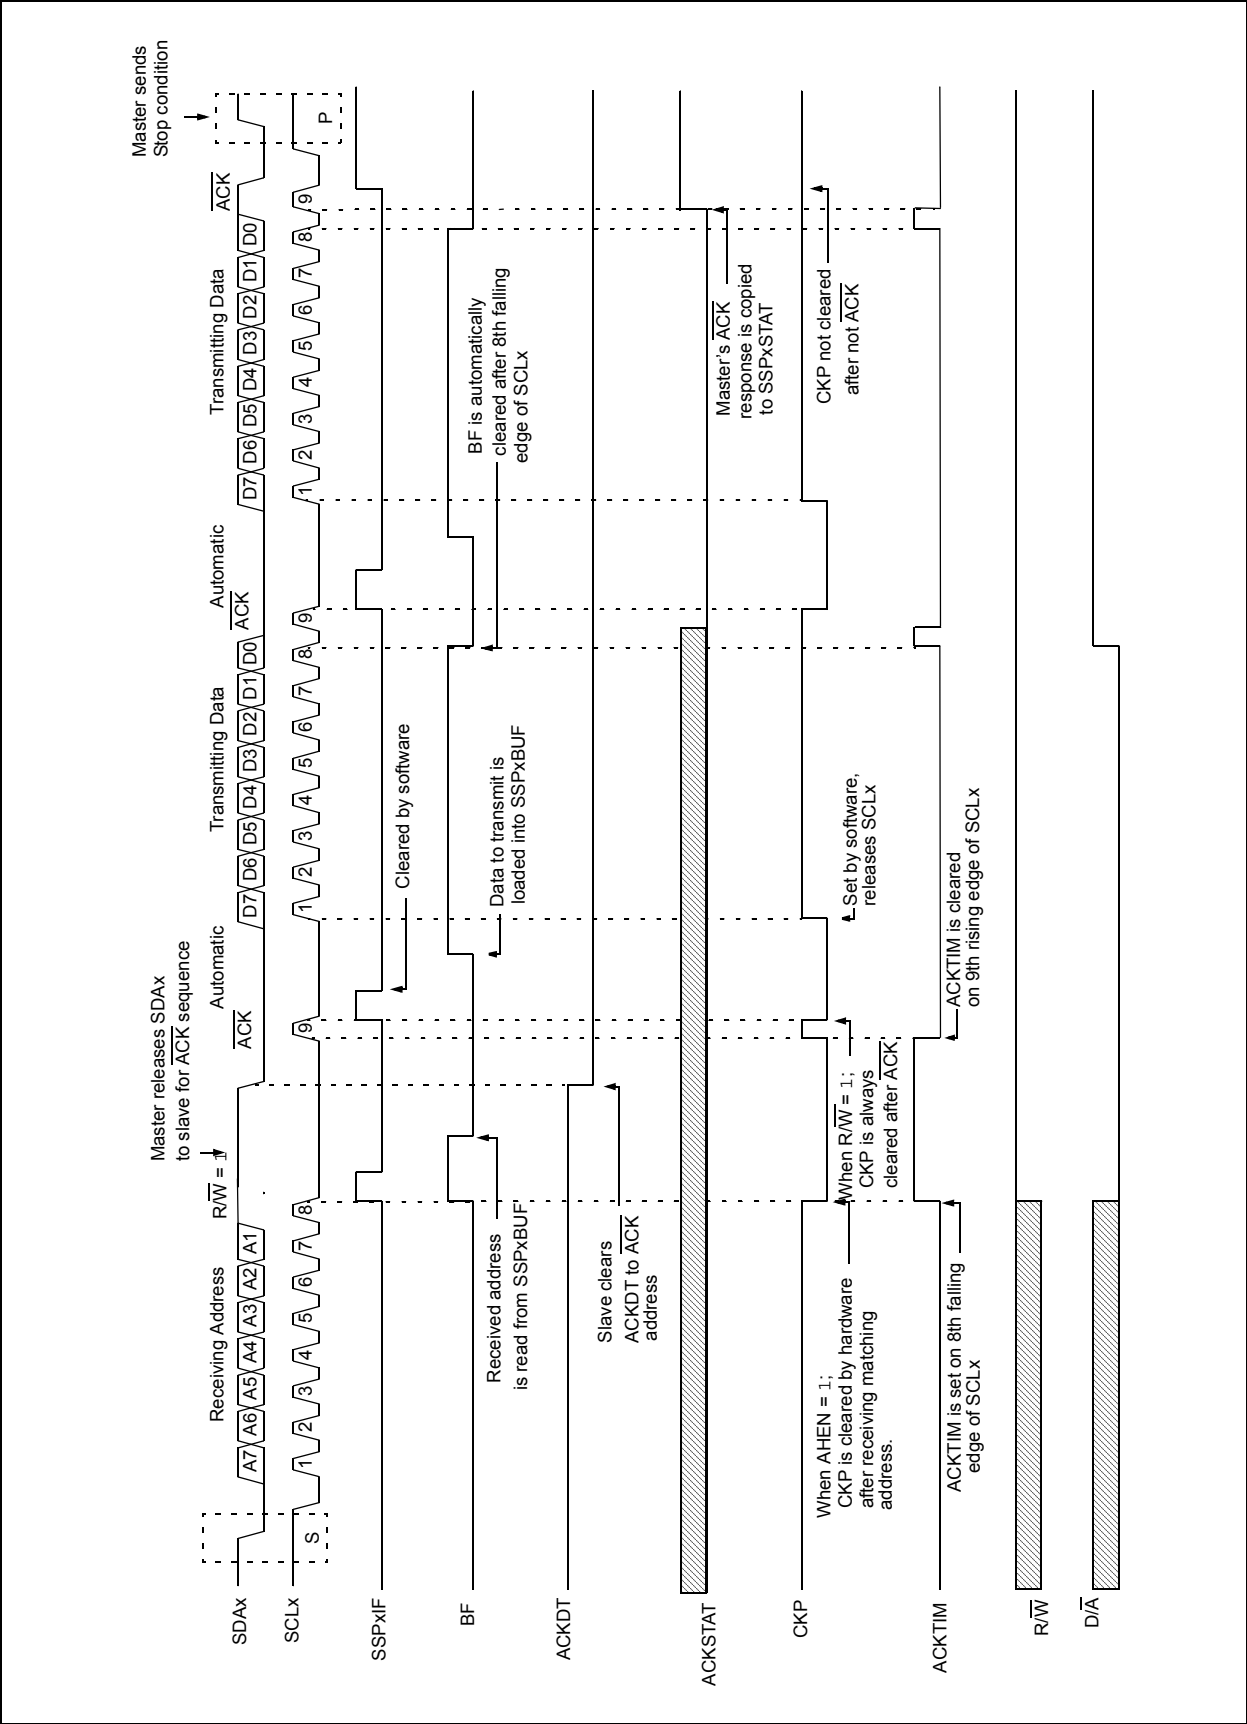 Master releases SDAx
to slave for ACK sequence
Master sends
Stop condition
Receiving Address
R/W = 1
Automatic
Transmitting Data
Automatic
Transmitting Data
ACK
ACK
ACK
SDAx
A7 A6 A5 A4 A3 A2 A1
D7 D6 D5 D4 D3 D2 D1 D0
D7 D6 D5 D4 D3 D2 D1 D0
SCLx
S
1 2 3 4 5 6 7 8
9
1 2 3 4 5 6 7 8 9
1 2 3 4 5 6 7 8 9
P
SSPxIF
Cleared by software
BF
Received address
is read from SSPxBUF
Data to transmit is
loaded into SSPxBUF
BF is automatically
cleared after 8th falling
edge of SCLx
ACKDT
Slave clears
ACKDT to ACK
address
ACKSTAT
Master's ACK
response is copied
to SSPxSTAT
CKP
When AHEN = 1;
CKP is cleared by hardware
after receiving matching
address.
When R/W = 1;
CKP is always
cleared after ACK
Set by software,
releases SCLx
CKP not cleared
after not ACK
ACKTIM
ACKTIM is set on 8th falling
edge of SCLx
ACKTIM is cleared
on 9th rising edge of SCLx
R/W
D/A